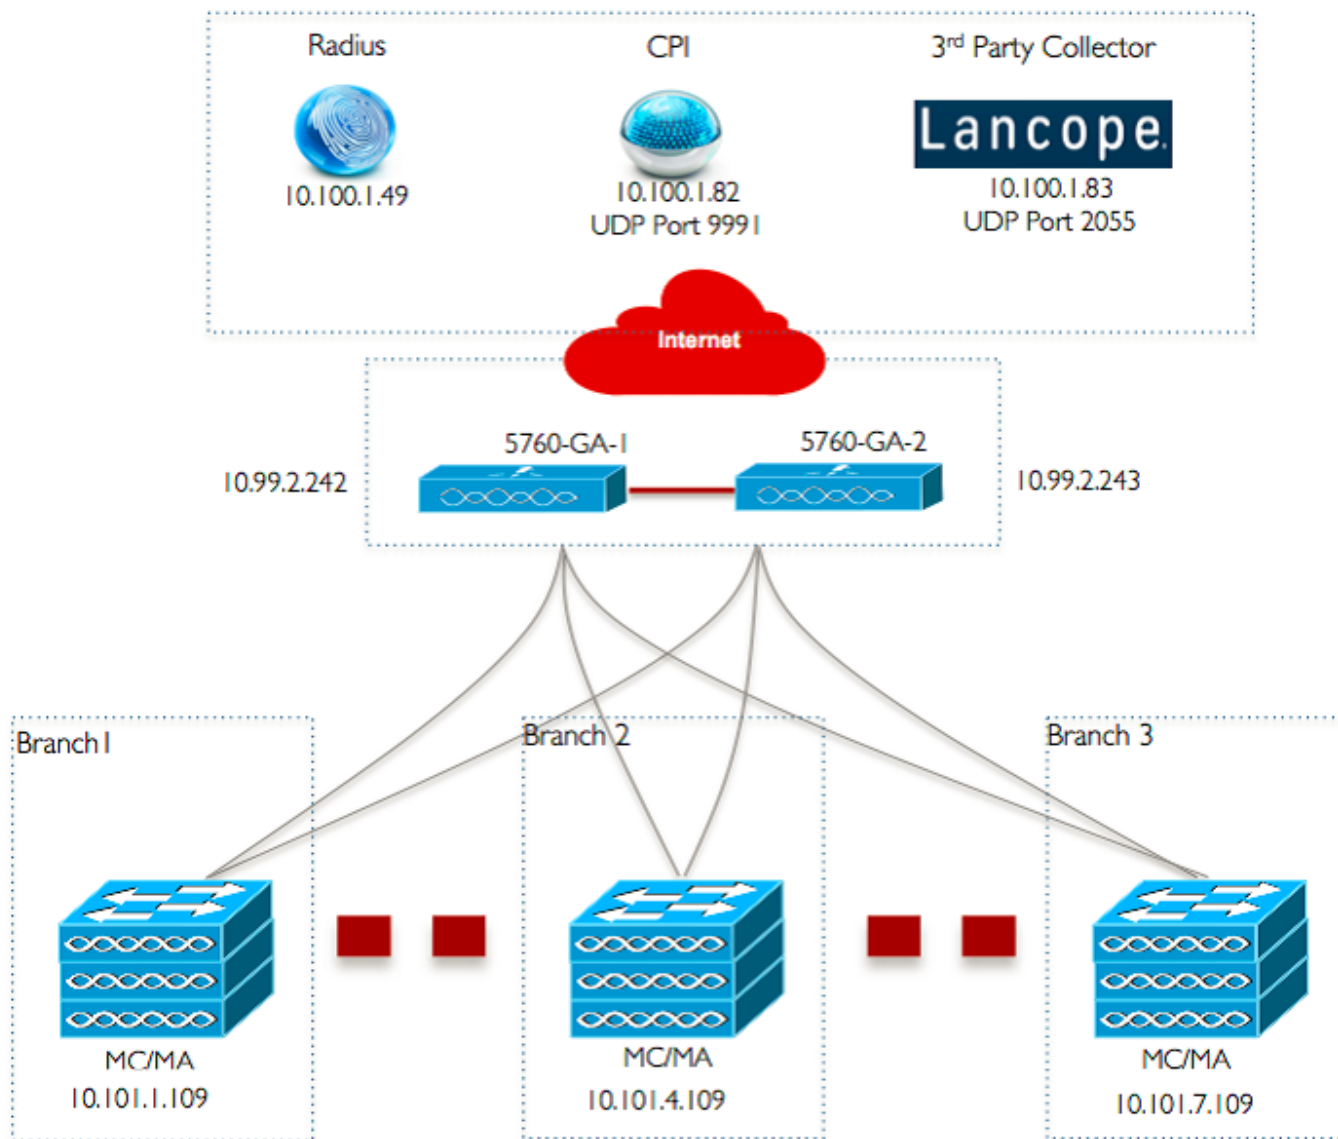 Radius
CPI
3rd Party Collector
Lancope.
10.100.1.49
10.100.1.82
UDP Port 9991
10.100.1.83
UDP Port 2055
Internet
5760-GA-1
5760-GA-2
10.99.2.242
10.99.2.243
Branch1
Branch 2
Branch 3
MC/MA
10.101.1.109
MC/MA
10.101.4.109
MC/MA
10.101.7.109